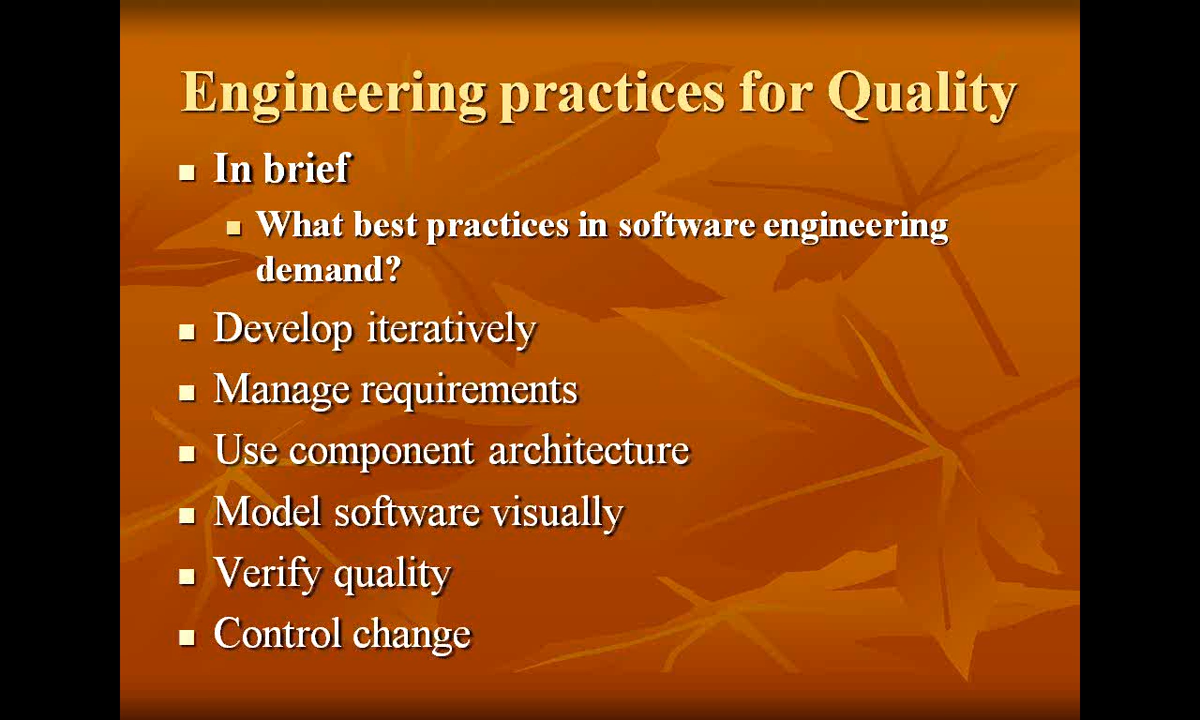 Engineering practices for Quality
In brief
What best practices in software engineering
demand?
Develop iteratively
Manage requirements
Use component architecture
Model software visually
Verify quality
Control change